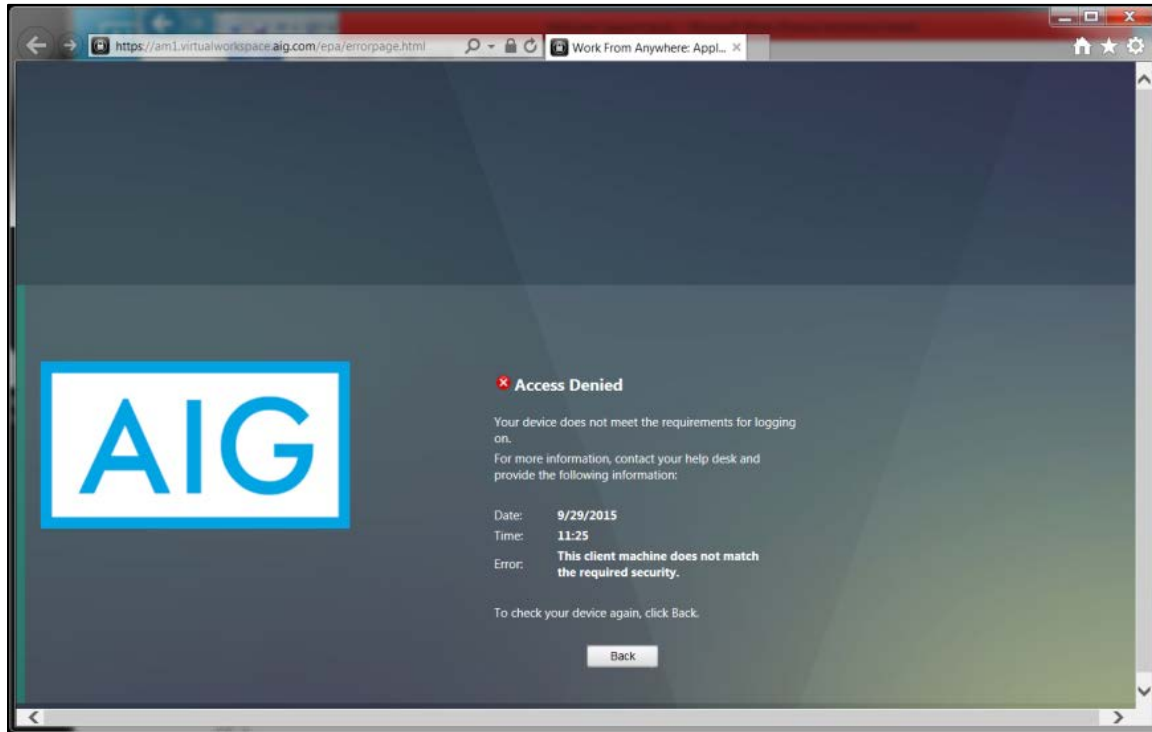 https://am1.virtualworkspace.aig.com/epa/errorpage.html
Work From Anywhere: Appl...
AIG
Access Denied
Your device does not meet the requirements for logging
on.
For more information, contact your help desk and
provide the following information:
Date: 9/29/2015
Time: 11:25
Error: This client machine does not match
the required security.
To check your device again, click Back.
Back